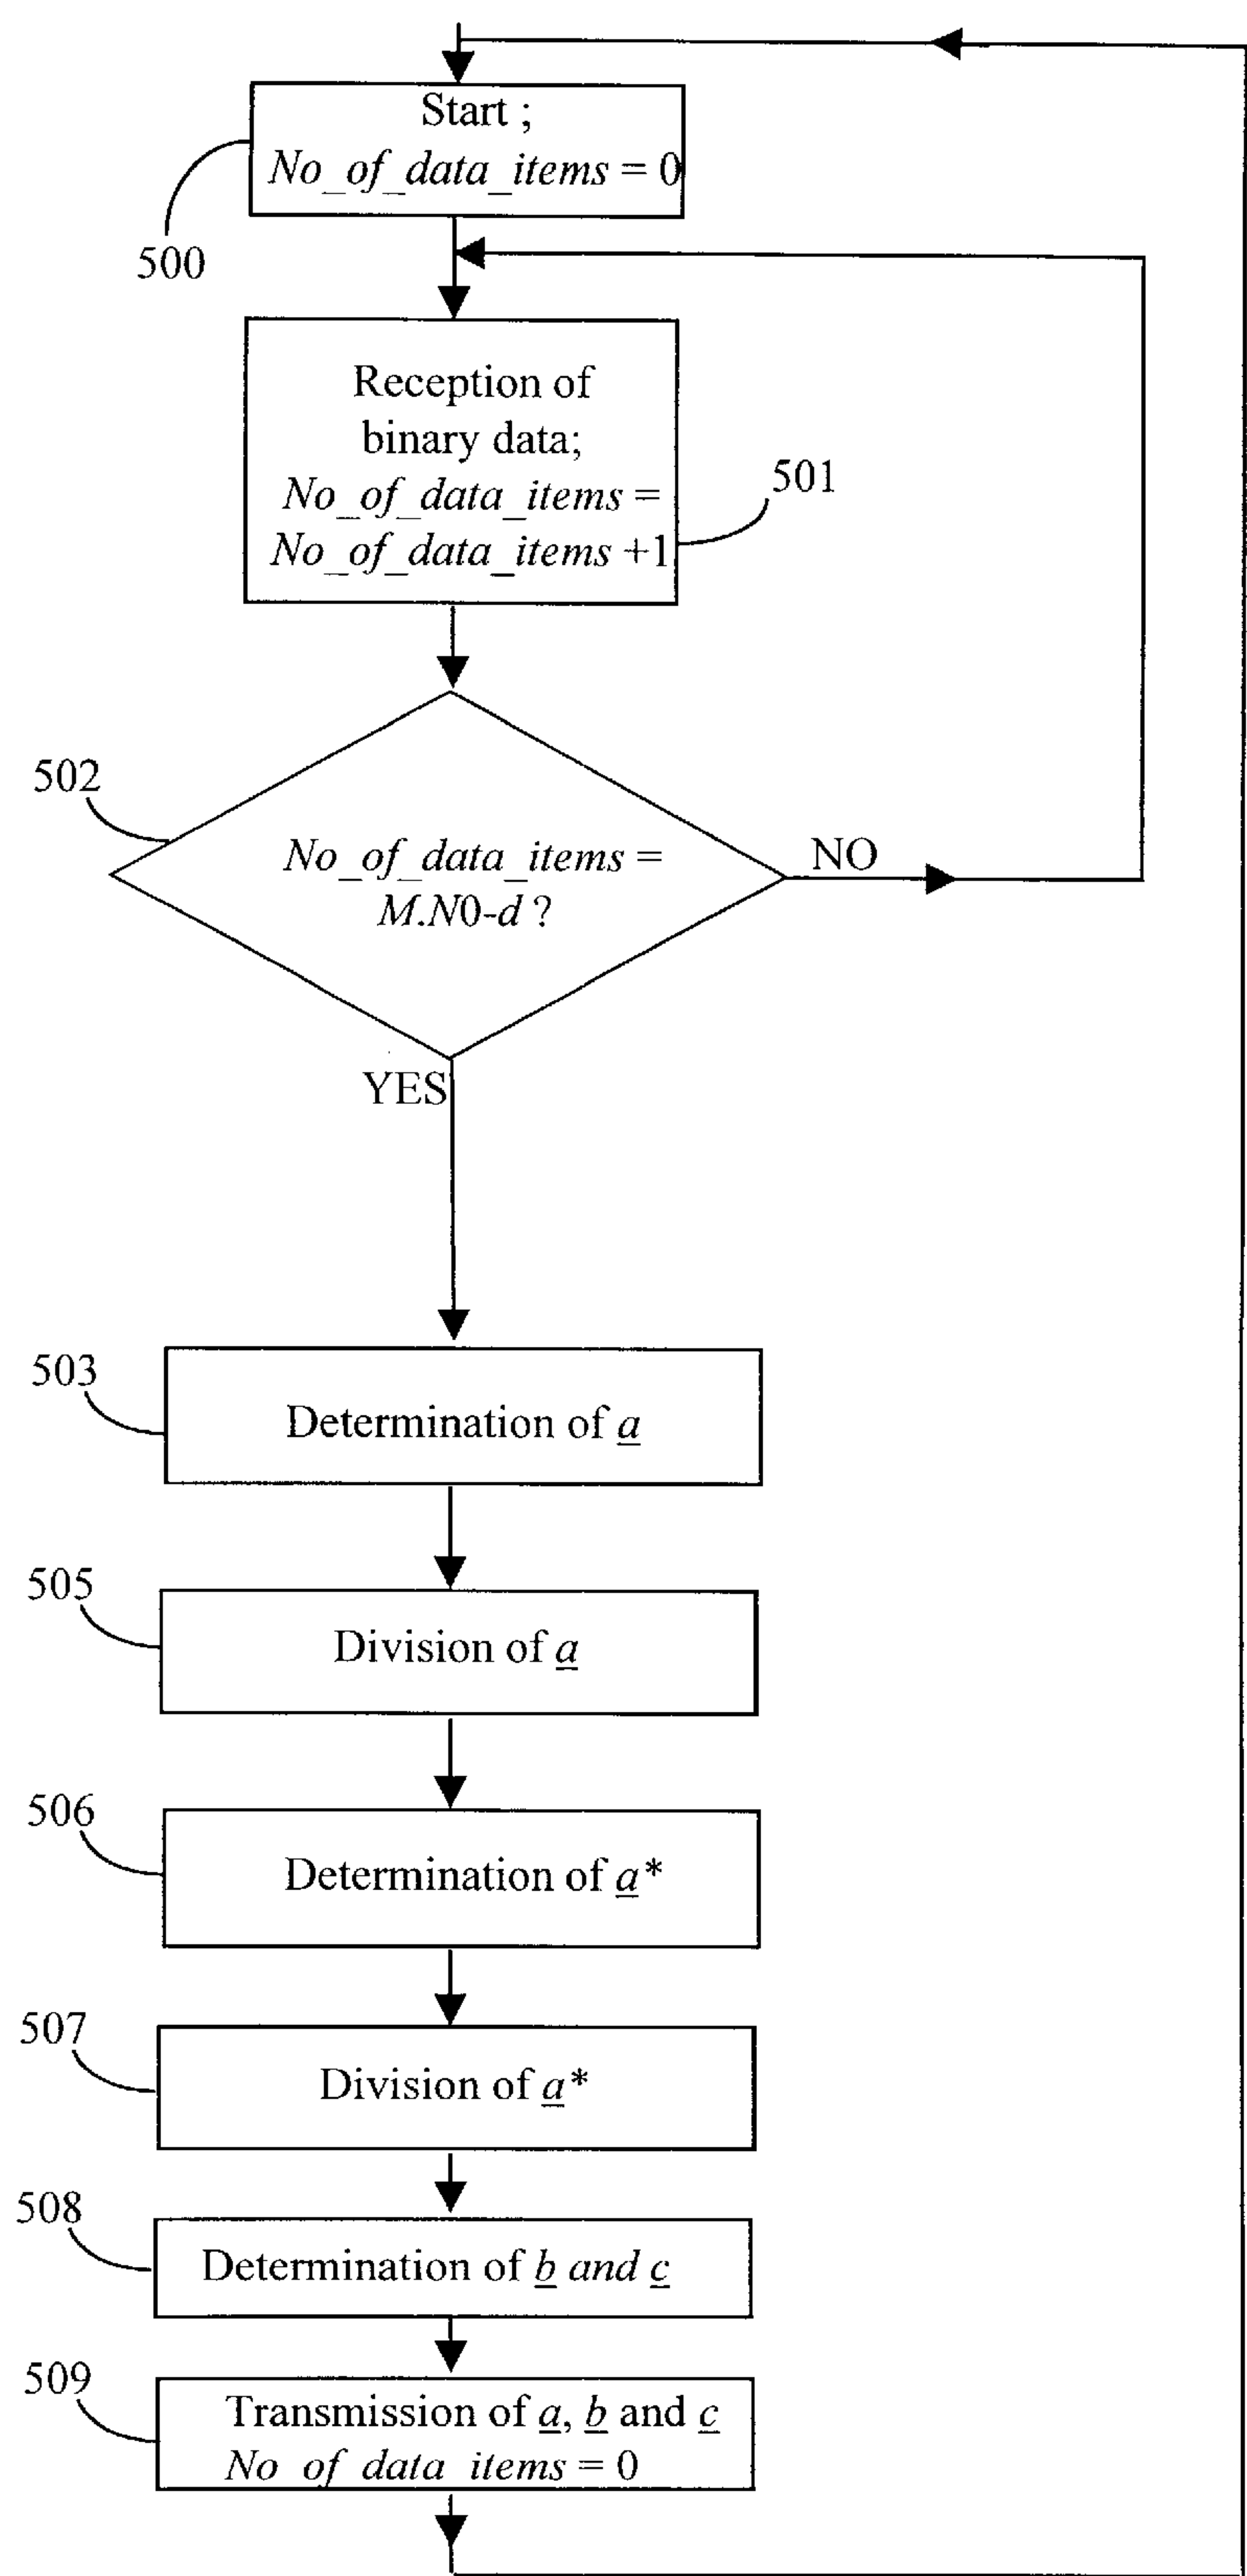 Start ;
No_of_data_items = 0
500
Reception of
binary data;
No_of_data_items =
No_of_data_items +1
501
502
No_of_data_items =
M.N0-d ?
NO
YES
503
Determination of a
505
Division of a
506
Determination of a*
507
Division of a*
508
Determination of b and c
509
Transmission of a, b and c
No_of_data_items = 0